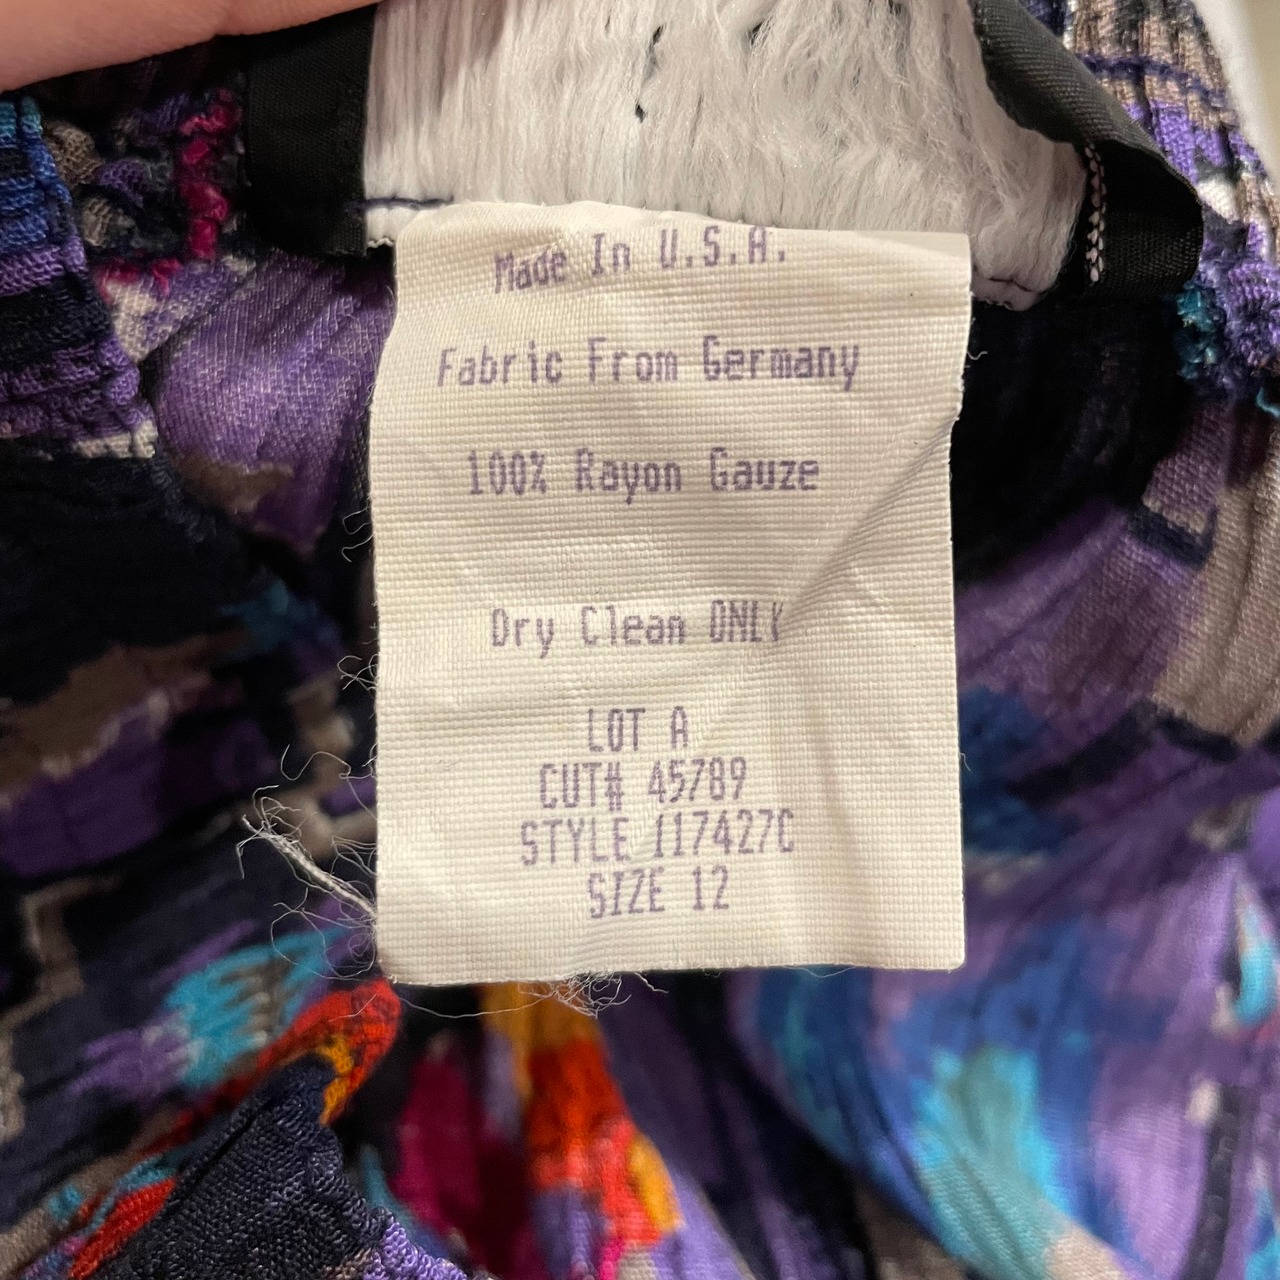 Made In U.S.A.
Fabric From Germany
100% Rayon Gauze
Dry Clean ONLY
LOT A
CUT# 45789
STYLE 117427C
SIZE 12